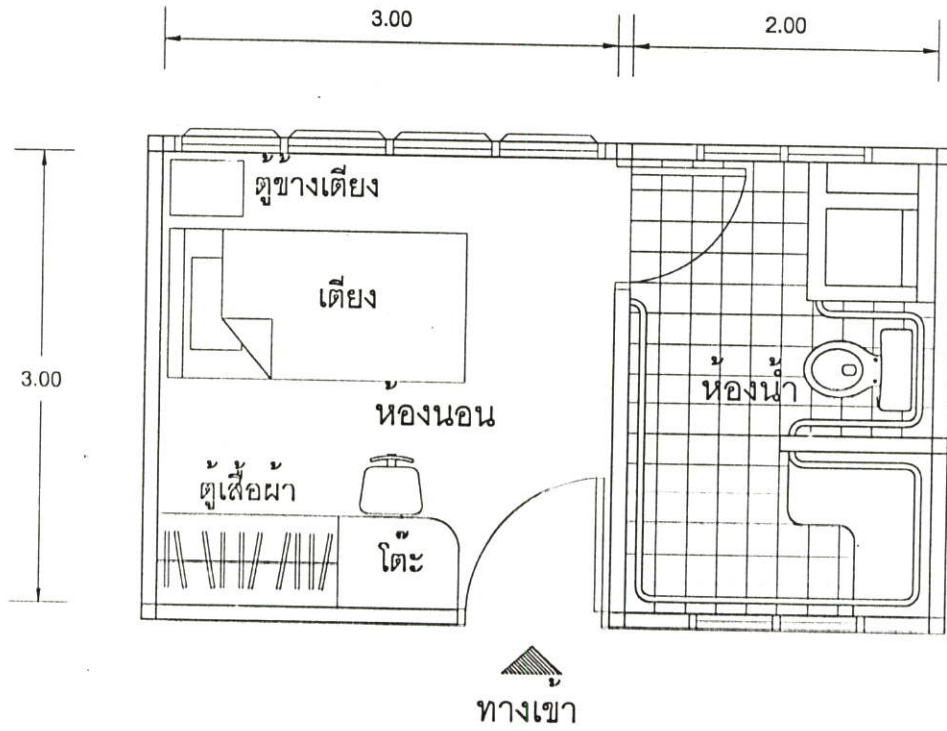 3.00
2.00
ตู้ข้างเตียง
เตียง
3.00
ห้องน้ำ
ห้องนอน
ตู้เสื้อผ้า
โต๊ะ
ทางเข้า